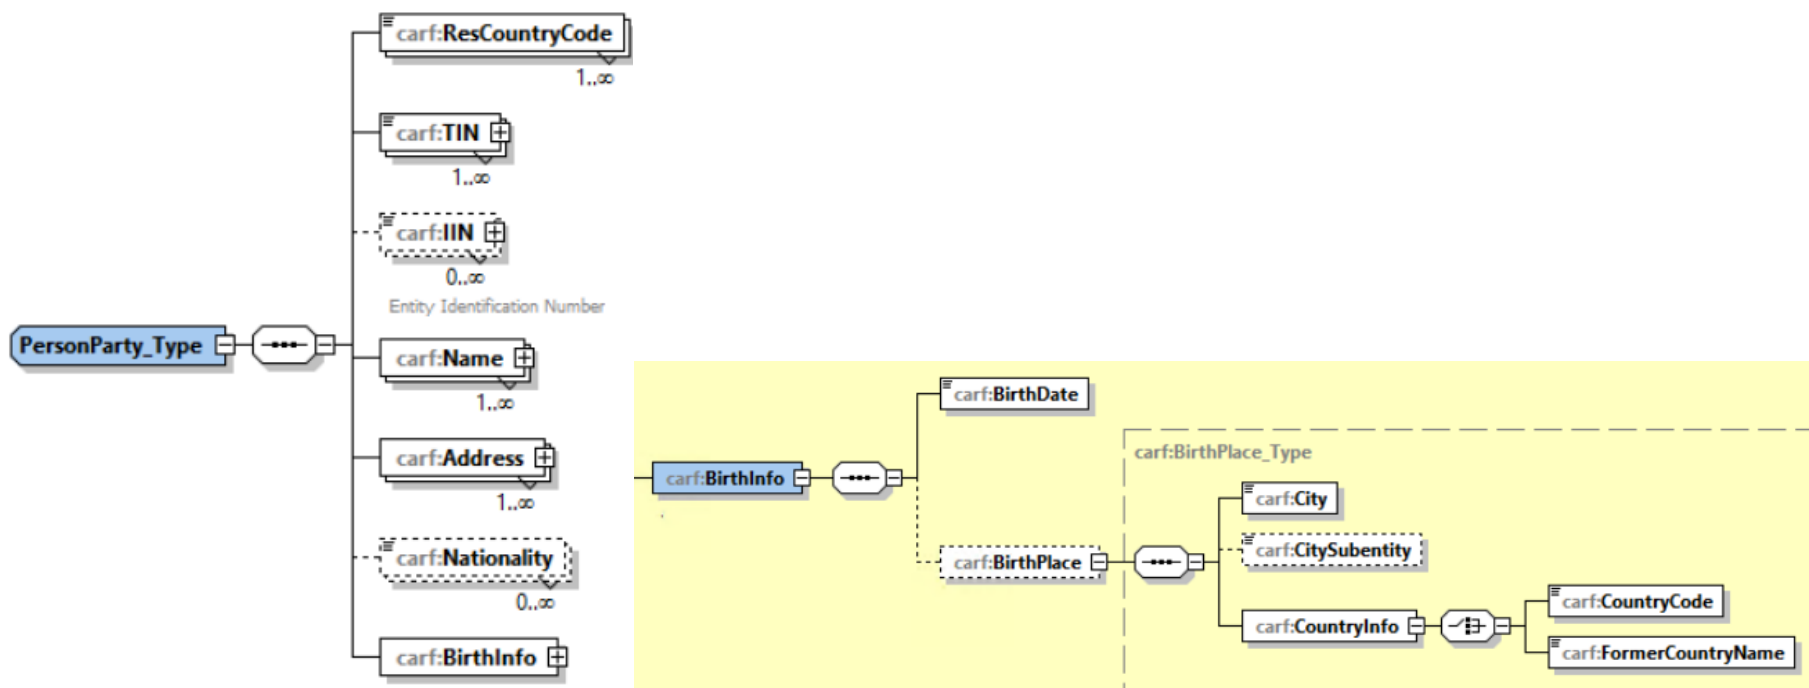 carf:ResCountryCode
1..∞
carf:TIN
1..∞
carf:IIN
0..∞
Entity Identification Number
PersonParty_Type
carf:Name
1..∞
carf:Address
1..∞
carf:Nationality
0..∞
carf:BirthInfo
carf:BirthDate
carf:BirthPlace_Type
carf:BirthInfo
carf:City
carf:CitySubentity
carf:BirthPlace
carf:CountryCode
carf:CountryInfo
carf:FormerCountryName